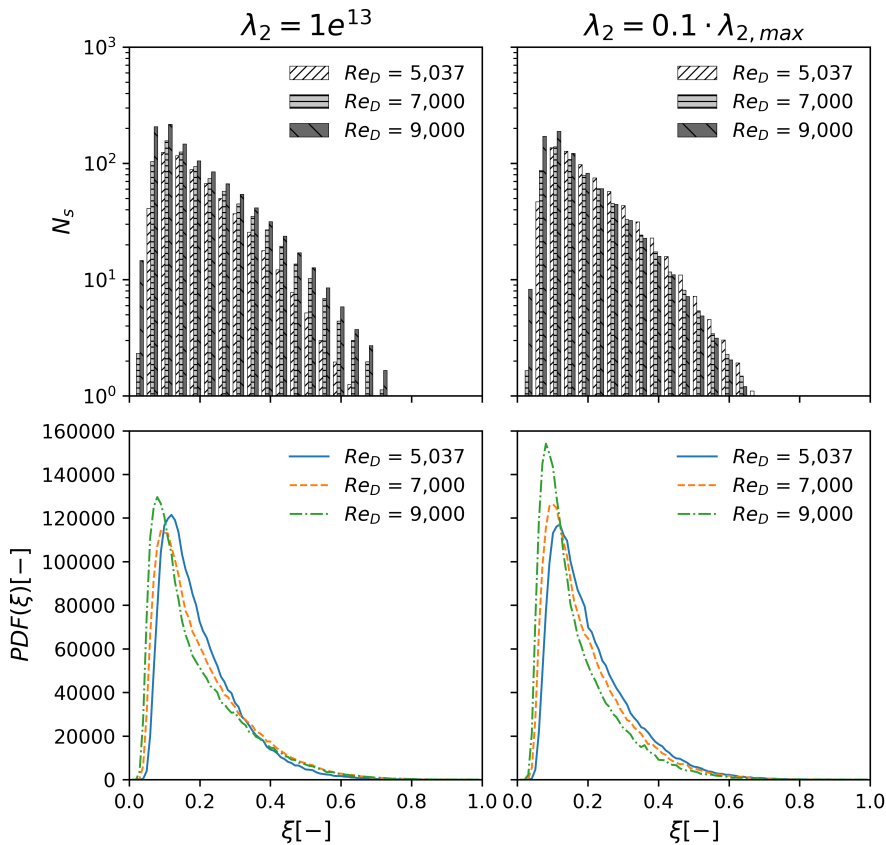 λ₂ = 1e¹³
λ₂ = 0.1 · λ₂,max
10³
10²
10¹
10⁰
Nₛ
Re_D = 5,037
Re_D = 7,000
Re_D = 9,000
Re_D = 5,037
Re_D = 7,000
Re_D = 9,000
160000
140000
120000
100000
80000
60000
40000
20000
0
PDF(ξ)[−]
Re_D = 5,037
Re_D = 7,000
Re_D = 9,000
Re_D = 5,037
Re_D = 7,000
Re_D = 9,000
0.0 0.2 0.4 0.6 0.8 1.0
0.0 0.2 0.4 0.6 0.8 1.0
ξ[−]
ξ[−]